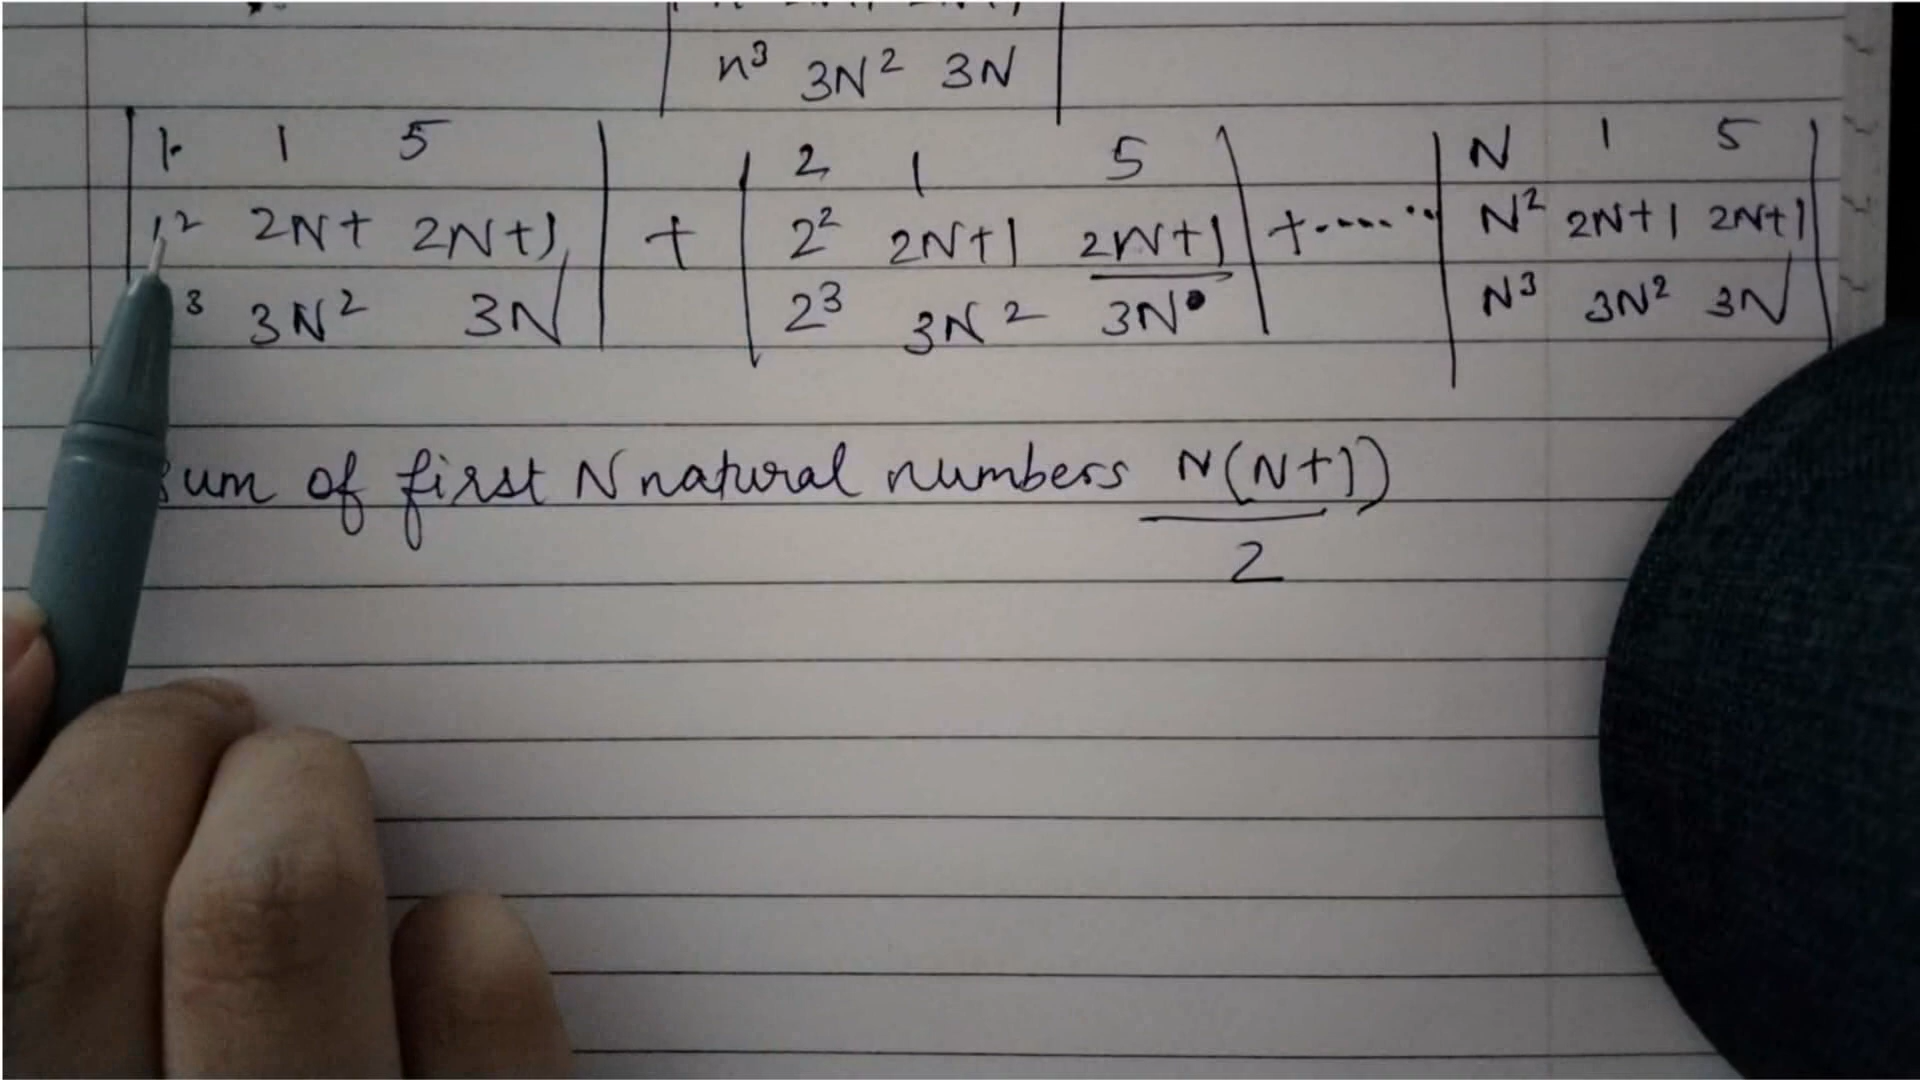 n³ 3N² 3N
| 1 1 5 | | 2 1 5 | | N 1 5 |
| 1² 2N+ 2N+1 | + | 2² 2N+1 2N+1 | +...... | N² 2N+1 2N+1 |
| ³ 3N² 3N | | 2³ 3N² 3N | | N³ 3N² 3N |
Sum of first N natural numbers N(N+1)
2